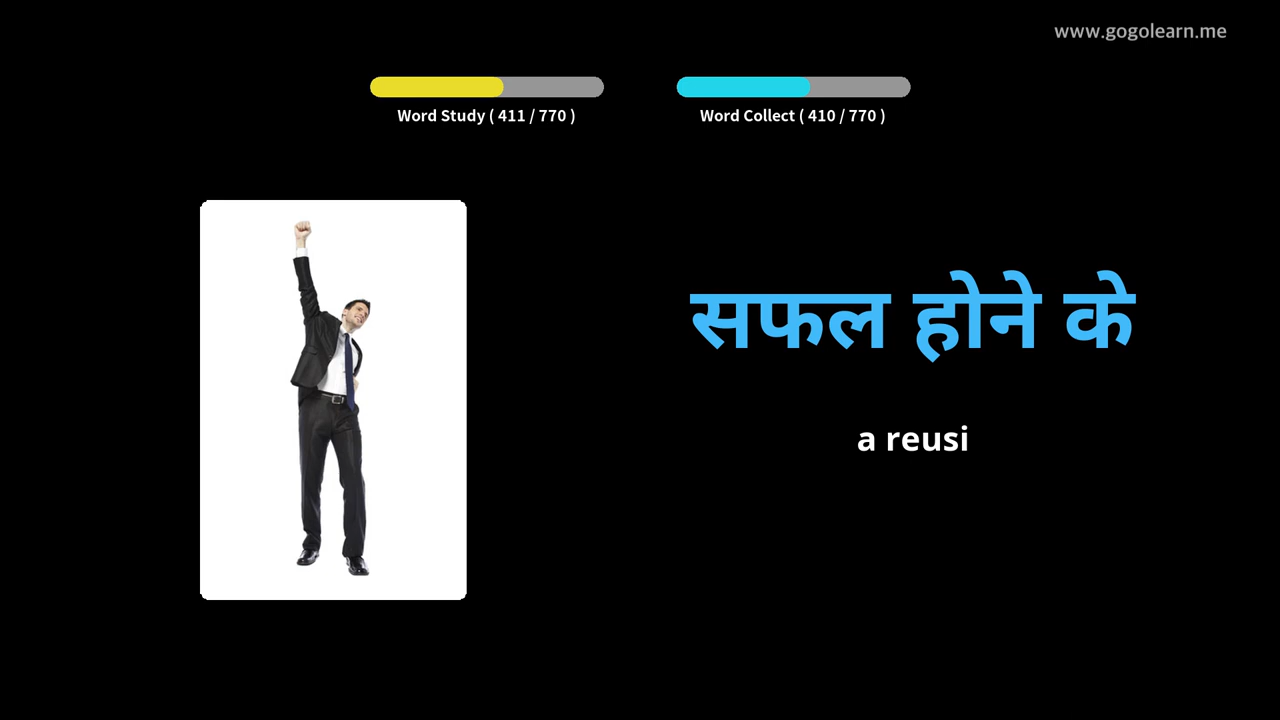 www.gogolearn.me
Word Study ( 411 / 770 )
Word Collect ( 410 / 770 )
सफल होने के
a reusi